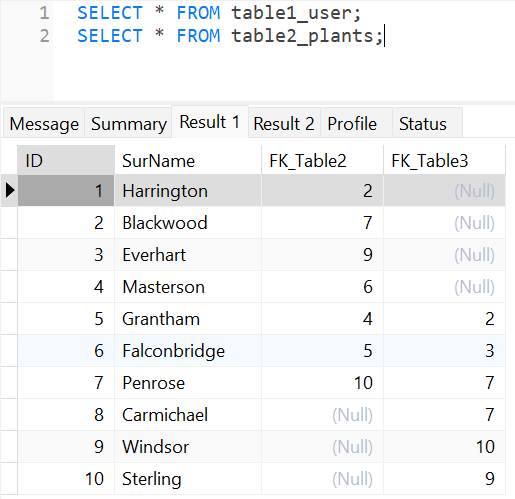 1 SELECT * FROM table1_user;
2 SELECT * FROM table2_plants;
Message Summary Result 1 Result 2 Profile Status
ID SurName FK_Table2 FK_Table3
1 Harrington 2 (Null)
2 Blackwood 7 (Null)
3 Everhart 9 (Null)
4 Masterson 6 (Null)
5 Grantham 4 2
6 Falconbridge 5 3
7 Penrose 10 7
8 Carmichael (Null) 7
9 Windsor (Null) 10
10 Sterling (Null) 9